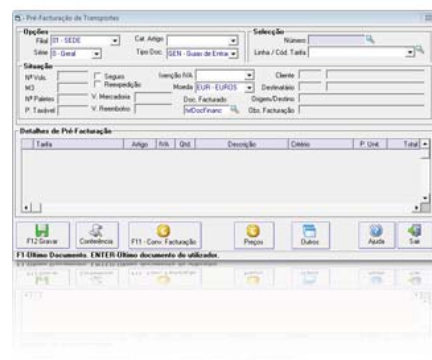 Pré-Facturação de Transportes
Opções
Filial 01 - SEDE
Cat. Artigo
Série 0 - Geral
Tipo Doc. GEN - Guias de Entra
Selecção
Número
Linha / Cód. Tarifa
Situação
Nº Vols.
Seguro
Isenção IVA
Cliente
M3
Reexpedição
Moeda EUR - EUROS
Destinatário
Nº Paletes
V. Mercadoria
Doc. Facturado
Origem/Destino
P. Taxável
V. Reembolso
lwDocFinanc
Obs. Facturação
Detalhes de Pré-Facturação
Tarifa Artigo IVA Qtd. Descrição Critério P. Unit. Total
F12 Gravar
Conferência
F11 - Conv. Facturação
Preços
Outros
Ajuda
Sair
F1-Último Documento. ENTER-Último documento do utilizador.